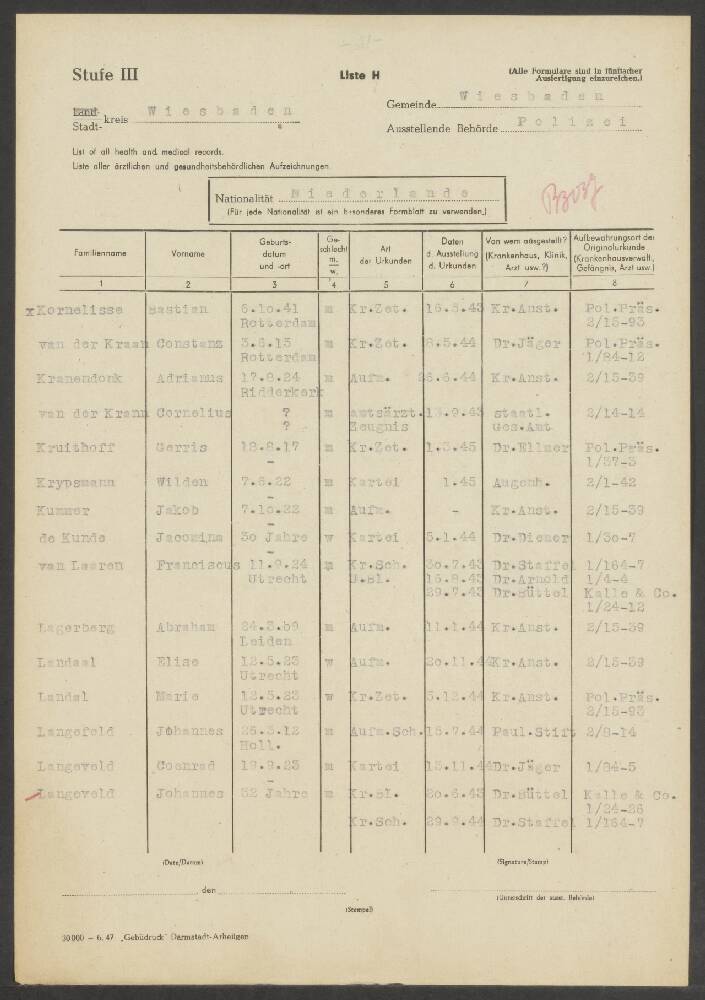 Stufe III
Liste H
(Alle Formulare sind in fünffacher
Ausfertigung einzureichen.)
Land-
Stadt- kreis Wiesbaden
Gemeinde Wiesbaden
Ausstellende Behörde Polizei
List of all health and medical records.
Liste aller ärztlichen und gesundheitsbehördlichen Aufzeichnungen.
Nationalität Niederlande
(Für jede Nationalität ist ein besonderes Formblatt zu verwenden.)
Familienname Vorname Geburts-datum und -ort Ge-schlecht m. w. Art der Urkunden Daten d. Ausstellung d. Urkunden Von wem ausgestellt? (Krankenhaus, Klinik, Arzt usw.?) Aufbewahrungsort der Originalurkunde (Krankenhausverwalt., Gefängnis, Arzt usw.)
1 2 3 4 5 6 7 8
x Kornelisse Bastian 6.10.41 m Kr.Zet. 16.5.43 Kr.Anst. Pol.Präs.
Rotterdam 2/15-93
van der Kraan Constanz 3.6.13 m Kr.Zet. 8.5.44 Dr.Jäger Pol.Präs.
Rotterdam 1/84-12
Kranendonk Adrianus 17.8.24 m Aufn. 26.6.44 Kr.Anst. 2/15-39
Ridderkerk
van der Krann Cornelius ? m amtsärzt. 13.9.43 staatl. 2/14-14
? Zeugnis Ges.Amt
Kruithoff Gerris 18.8.17 m Kr.Zet. 1.3.45 Dr.Ellmer Pol.Präs.
- 1/37-3
Krypsmann Wilden 7.6.22 m Kartei 1.45 Augenh. 2/1-42
-
Kummer Jakob 7.10.22 m Aufn. - Kr.Anst. 2/15-39
-
de Kunds Jacomina 30 Jahre w Kartei 5.1.44 Dr.Diemer 1/30-7
-
van Laaren Franciscus 11.9.24 m Kr.Sch. 30.7.43 Dr.Staffel 1/164-7
Utrecht U.Bl. 16.8.43 Dr.Arnold 1/4-4
29.7.43 Dr.Büttel Kalle & Co.
1/24-12
Lagerberg Abraham 24.3.09 m Aufn. 11.1.44 Kr.Anst. 2/15-39
Leiden
Landaal Elise 12.5.23 w Aufn. 20.11.44 Kr.Anst. 2/15-39
Utrecht
Landal Marie 12.5.23 w Kr.Zet. 5.12.44 Kr.Anst. Pol.Präs.
Utrecht 2/15-93
Langefeld Johannes 26.3.12 m Aufn.Sch. 15.7.44 Paul.Stift 2/8-14
Holl.
Langeveld Coenrad 19.9.23 m Kartei 13.11.44 Dr.Jäger 1/84-5
-
Langeveld Johannes 32 Jahre m Kr.Bl. 20.6.43 Dr.Büttel Kalle & Co.
1/24-26
Kr.Sch. 29.9.44 Dr.Staffel 1/164-7
(Date/Datum)
(Signature/Stamp)
den
(Unterschrift der ausst. Behörde)
(Stempel)
30000 – 6. 47 „Gebüdruck" Darmstadt-Arheilgen